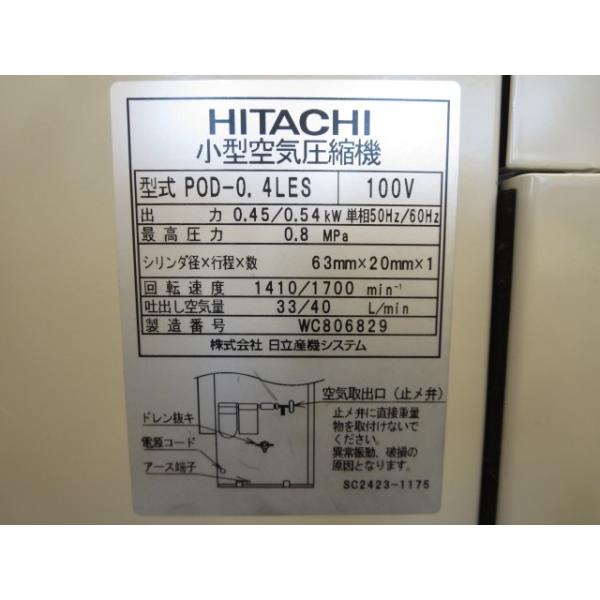 HITACHI
小型空気圧縮機
型式 POD-0.4LES 100V
出力 0.45/0.54kW 単相50Hz/60Hz
最高圧力 0.8 MPa
シリンダ径×行程×数 63mm×20mm×1
回転速度 1410/1700 min⁻¹
吐出し空気量 33/40 L/min
製造番号 WC806829
株式会社 日立産機システム
空気取出口(止メ弁)
ドレン抜キ
電源コード
アース端子
止メ弁に直接重量
物を取付けないで
ください。
異常振動、破損の
原因となります。
SC2423-1175